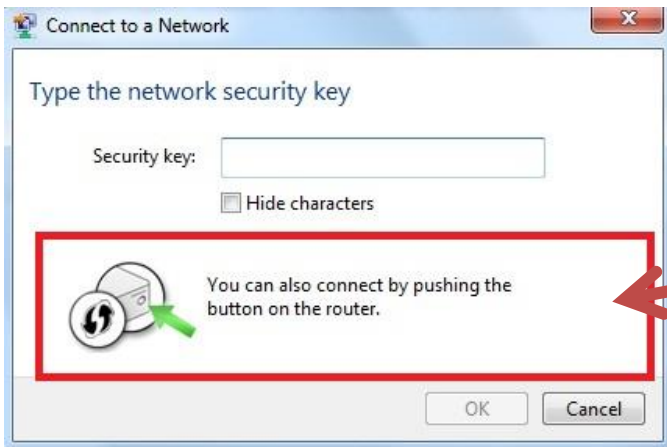 Connect to a Network
Type the network security key
Security key:
Hide characters
You can also connect by pushing the
button on the router.
OK Cancel